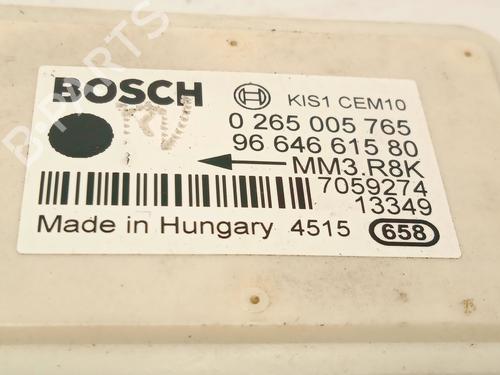 B-PARTS
BOSCH
KIS1 CEM10
0 265 005 765
96 646 615 80
MM3.R8K
7059274
13349
Made in Hungary 4515 658